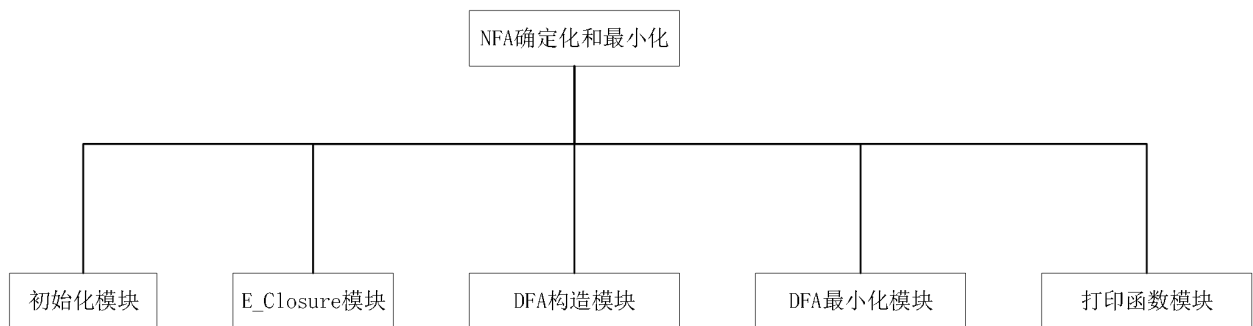 NFA确定化和最小化
初始化模块
E_Closure模块
DFA构造模块
DFA最小化模块
打印函数模块